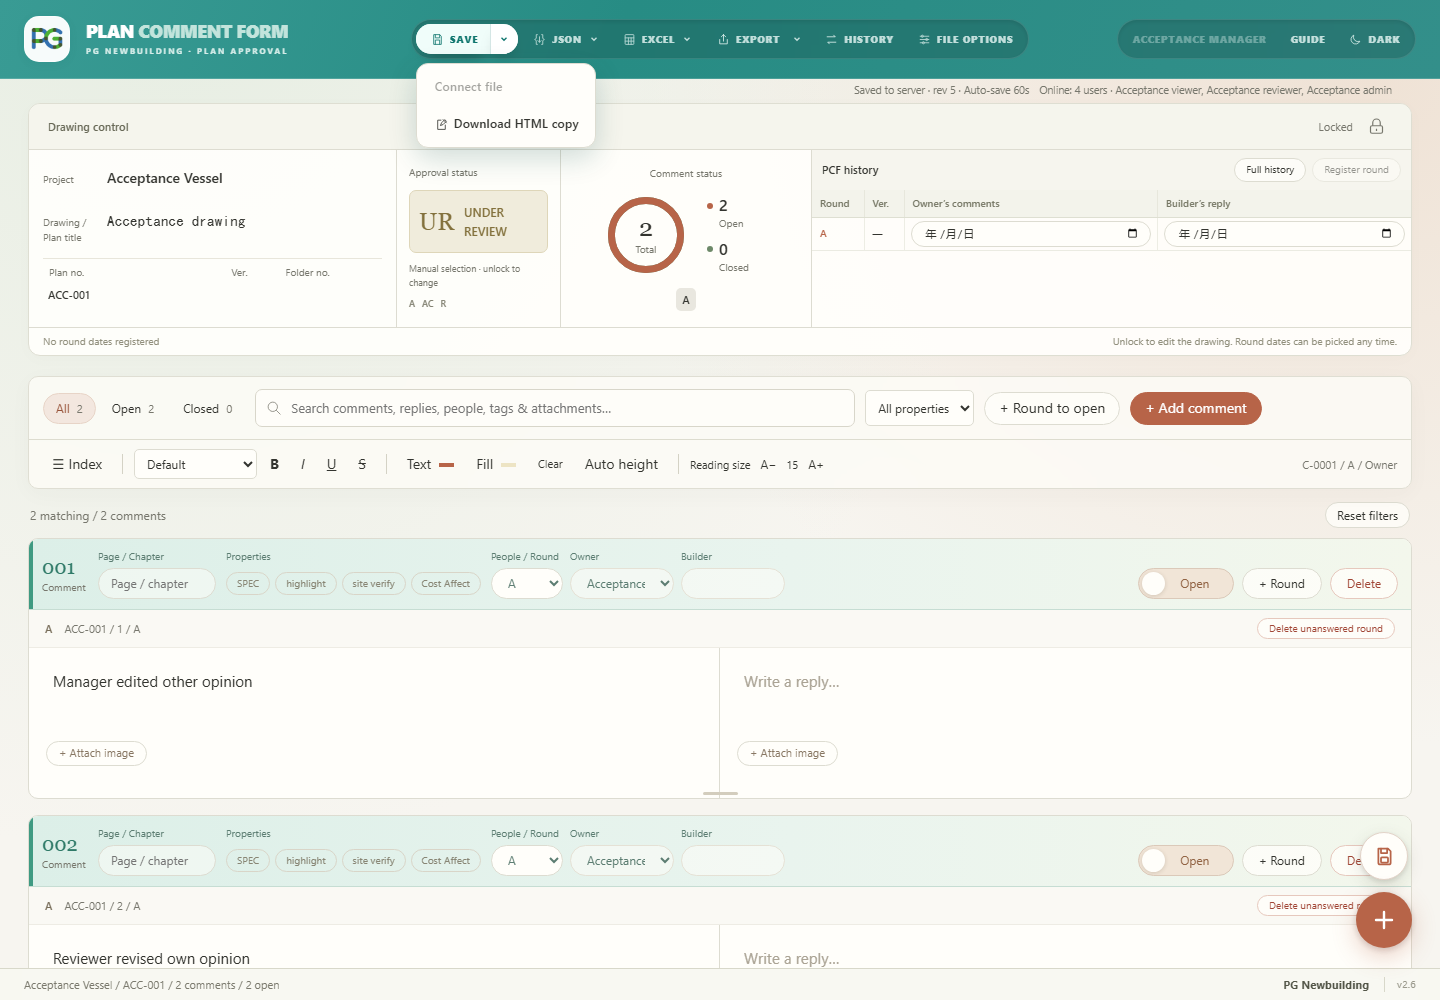 PG
PLAN COMMENT FORM
PG NEWBUILDING · PLAN APPROVAL
SAVE
JSON
EXCEL
EXPORT
HISTORY
FILE OPTIONS
ACCEPTANCE MANAGER
GUIDE
DARK
Connect file
Download HTML copy
Saved to server · rev 5 · Auto-save 60s Online: 4 users · Acceptance viewer, Acceptance reviewer, Acceptance admin
Drawing control
Locked
Project
Acceptance Vessel
Drawing /
Plan title
Acceptance drawing
Plan no.
Ver.
Folder no.
ACC-001
Approval status
UR
UNDER
REVIEW
Manual selection · unlock to
change
A AC R
Comment status
2
Total
2
Open
0
Closed
A
PCF history
Full history
Register round
Round
Ver.
Owner's comments
Builder's reply
A
—
年 /月/日
年 /月/日
No round dates registered
Unlock to edit the drawing. Round dates can be picked any time.
All 2
Open 2
Closed 0
Search comments, replies, people, tags & attachments...
All properties
+ Round to open
+ Add comment
☰ Index
Default
B
I
U
S
Text
Fill
Clear
Auto height
Reading size
A−
15
A+
C-0001 / A / Owner
2 matching / 2 comments
Reset filters
001
Comment
Page / Chapter
Page / chapter
Properties
SPEC
highlight
site verify
Cost Affect
People / Round
A
Owner
Acceptance
Builder
Open
+ Round
Delete
A ACC-001 / 1 / A
Delete unanswered round
Manager edited other opinion
Write a reply...
+ Attach image
+ Attach image
002
Comment
Page / Chapter
Page / chapter
Properties
SPEC
highlight
site verify
Cost Affect
People / Round
A
Owner
Acceptance
Builder
Open
+ Round
De
A ACC-001 / 2 / A
Delete unanswered r
Reviewer revised own opinion
Write a reply...
Acceptance Vessel / ACC-001 / 2 comments / 2 open
PG Newbuilding
v2.6